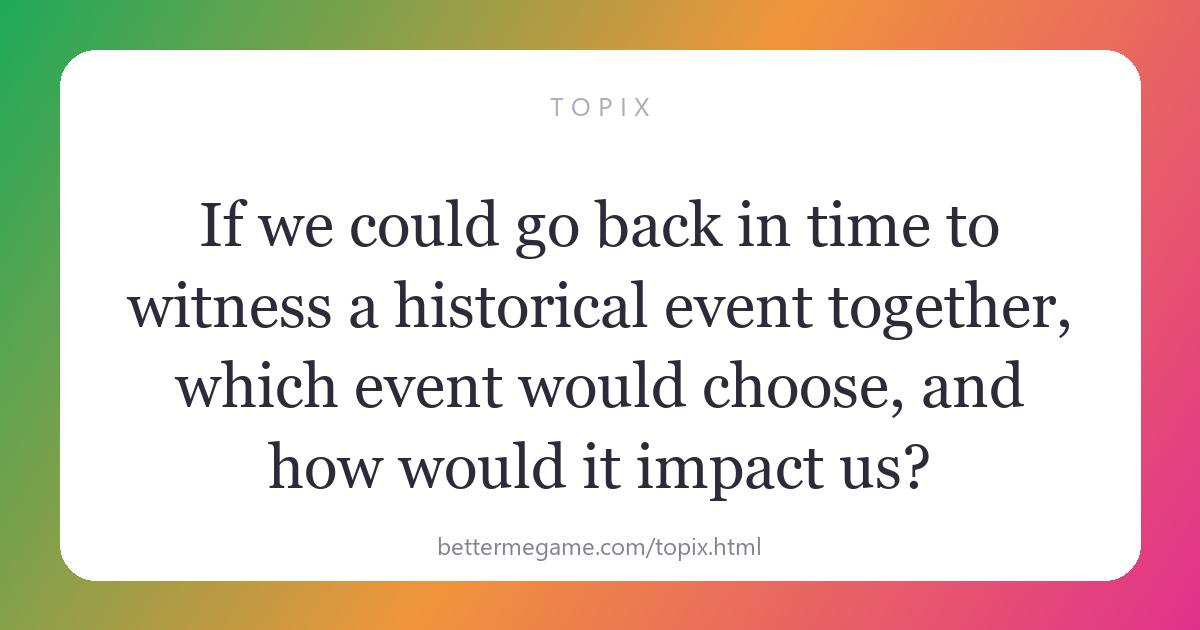 TOPIX
If we could go back in time to
witness a historical event together,
which event would choose, and
how would it impact us?
bettermegame.com/topix.html